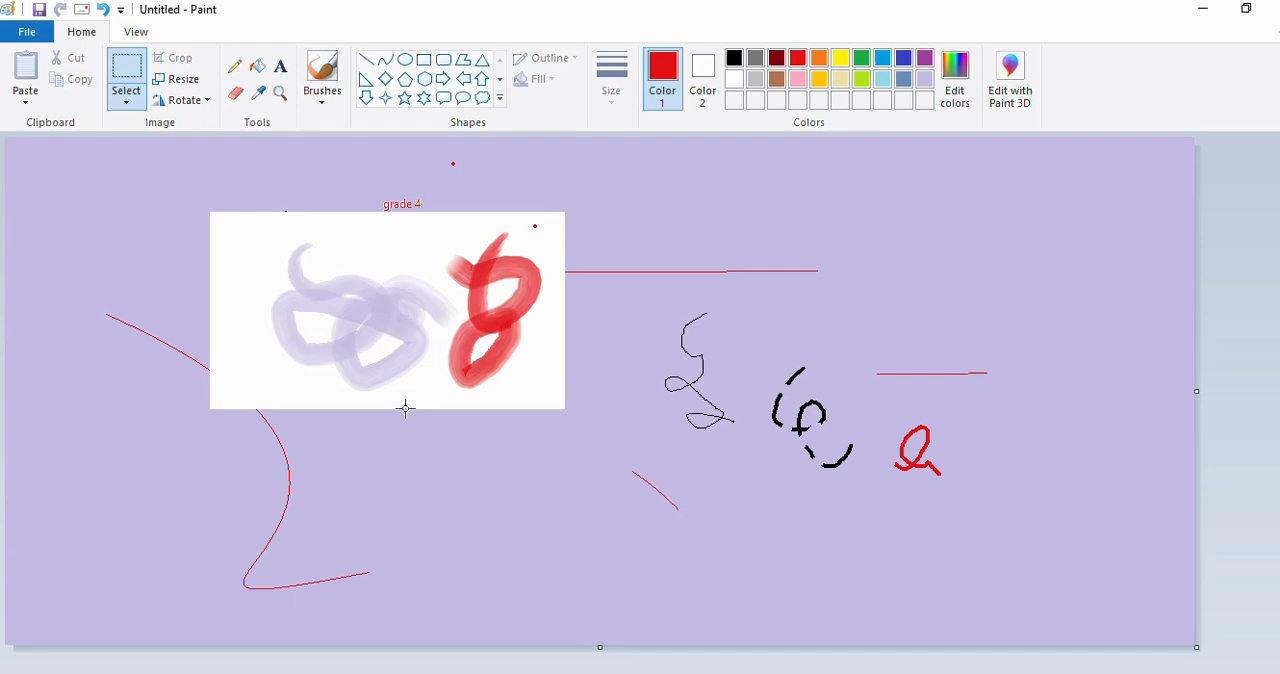 Untitled - Paint
File Home View
Paste
Cut
Copy
Clipboard
Select
Crop
Resize
Rotate
Image
A
Tools
Brushes
Shapes
Outline
Fill
Size
Color 1
Color 2
Edit colors
Colors
Edit with Paint 3D
grade 4